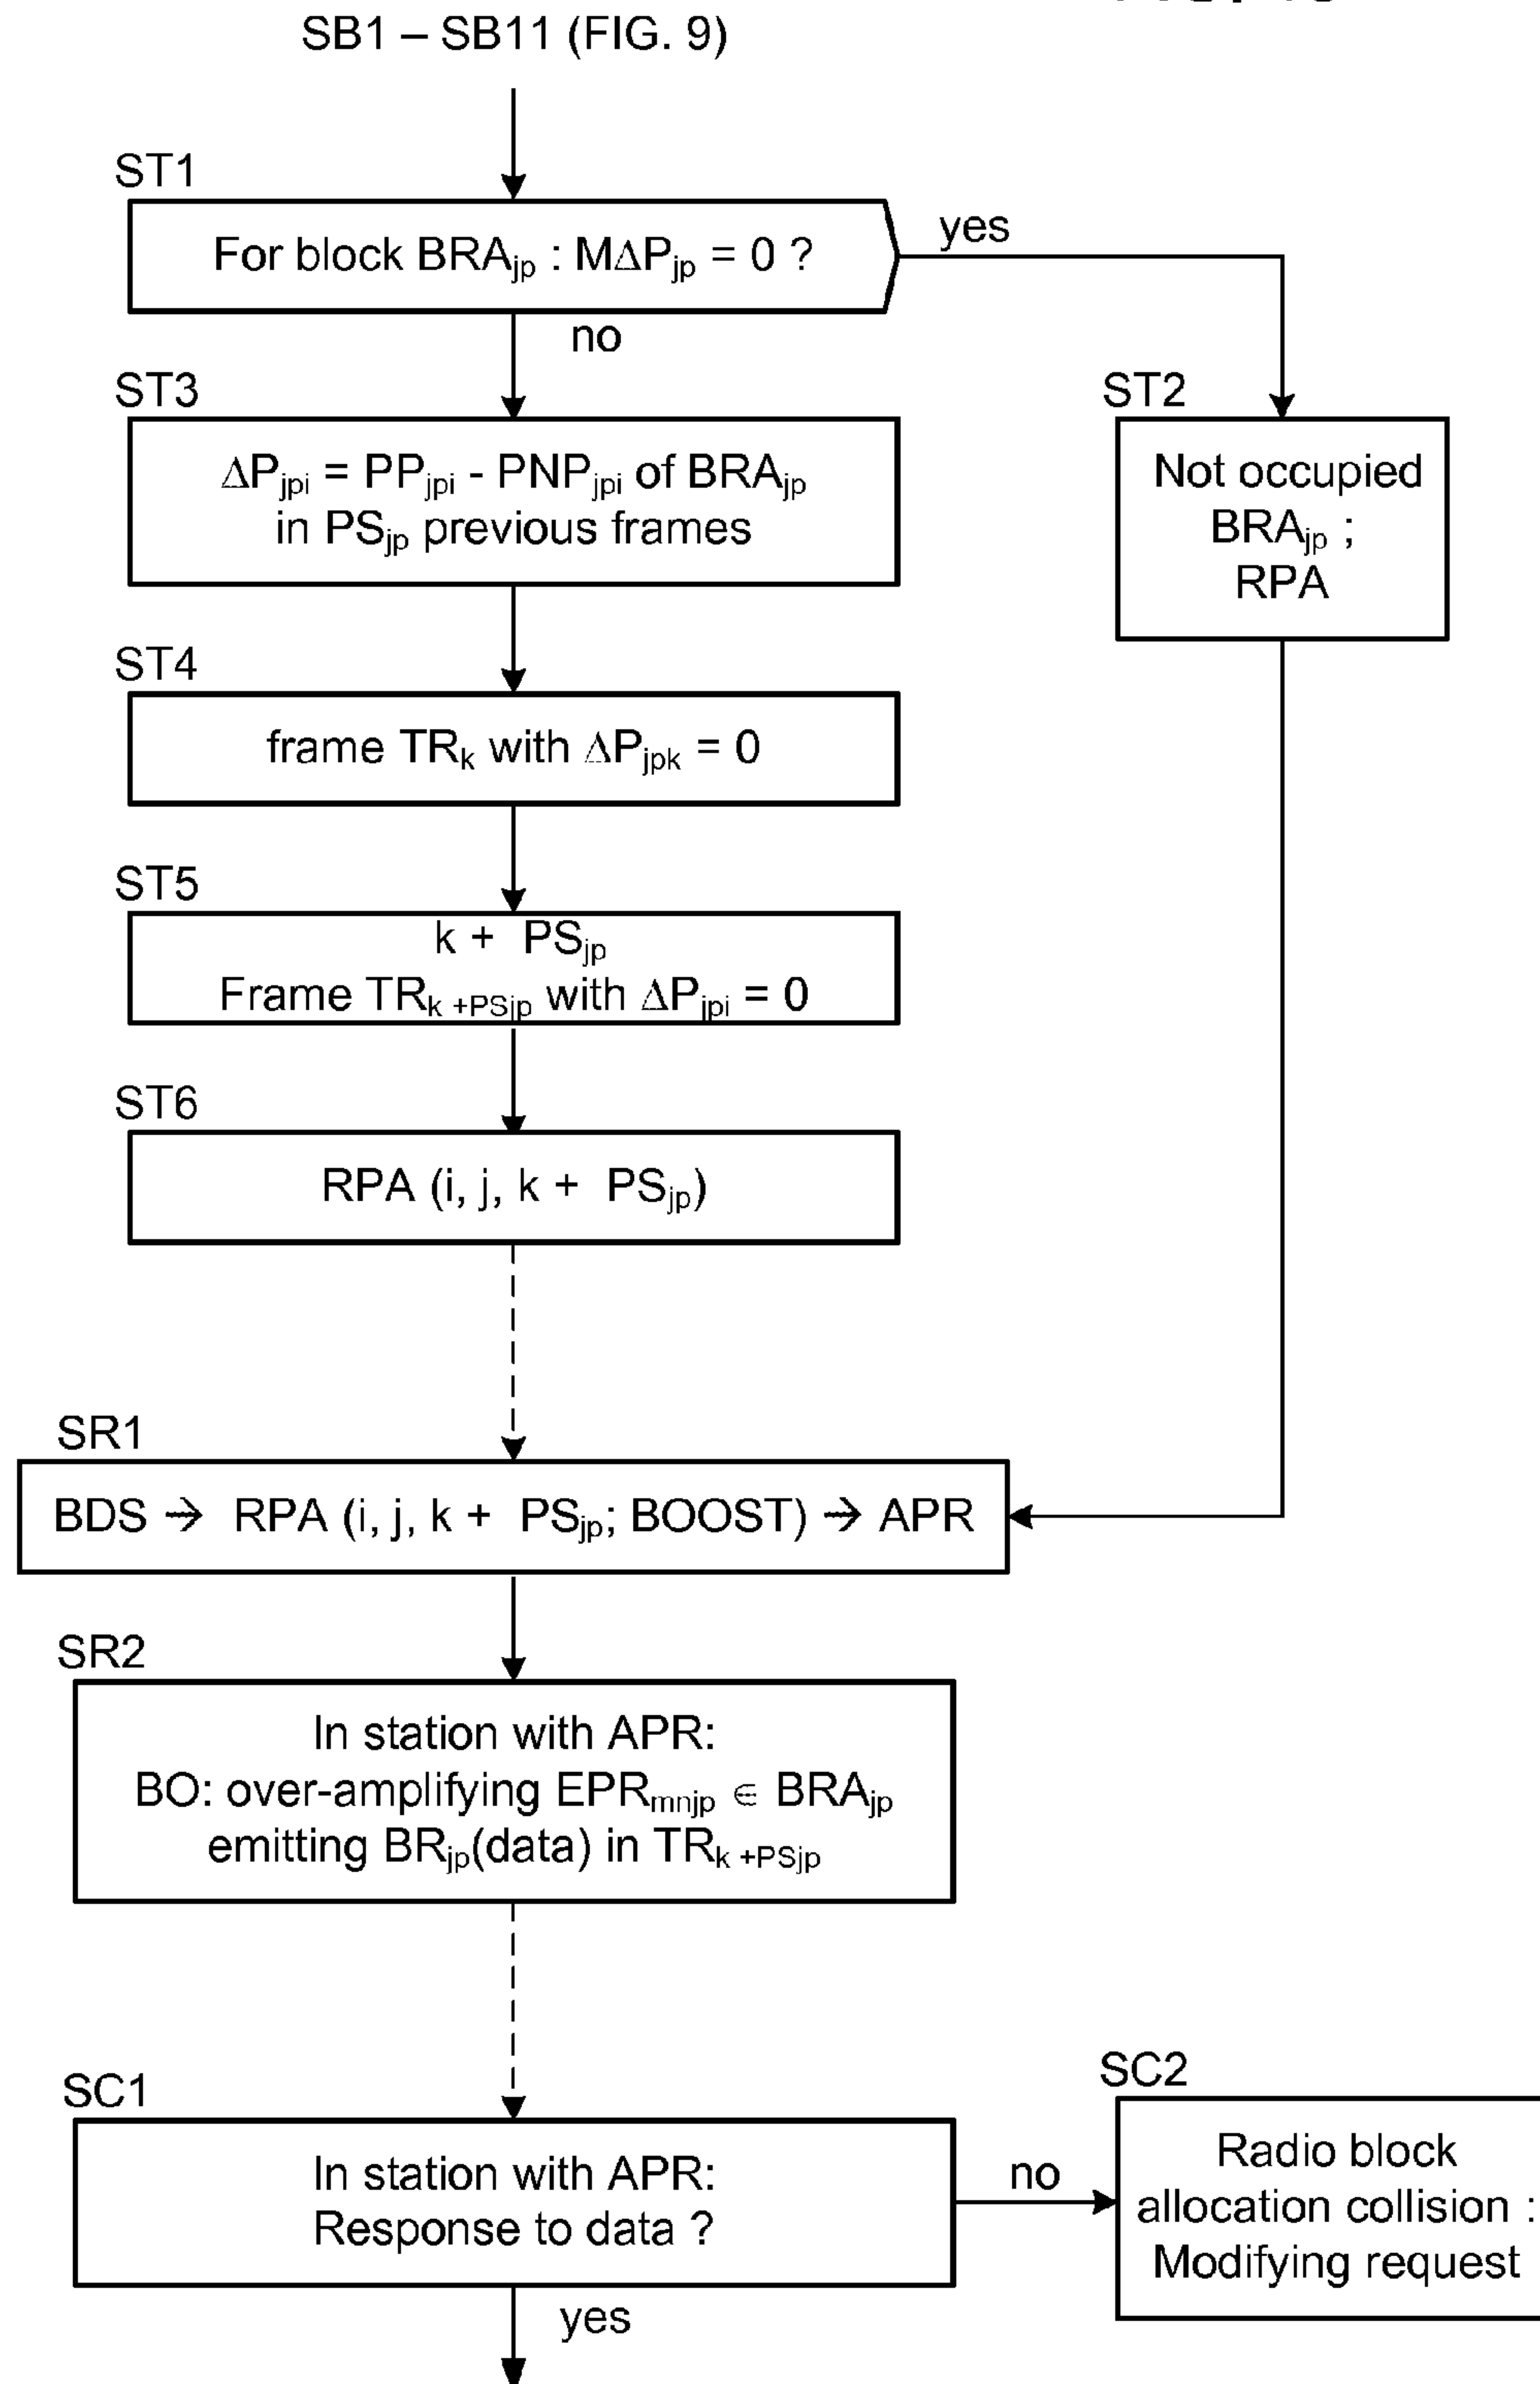 SB1 – SB11 (FIG. 9)
ST1
For block BRAjp : MΔPjp = 0 ?
yes
no
ST3
ΔPjpi = PPjpi - PNPjpi of BRAjp
in PSjp previous frames
ST2
Not occupied
BRAjp ;
RPA
ST4
frame TRk with ΔPjpk = 0
ST5
k + PSjp
Frame TRk +PSjp with ΔPjpi = 0
ST6
RPA (i, j, k + PSjp)
SR1
BDS → RPA (i, j, k + PSjp; BOOST) → APR
SR2
In station with APR:
BO: over-amplifying EPRmnjp ∈ BRAjp
emitting BRjp(data) in TRk +PSjp
SC1
In station with APR:
Response to data ?
no
yes
SC2
Radio block
allocation collision :
Modifying request